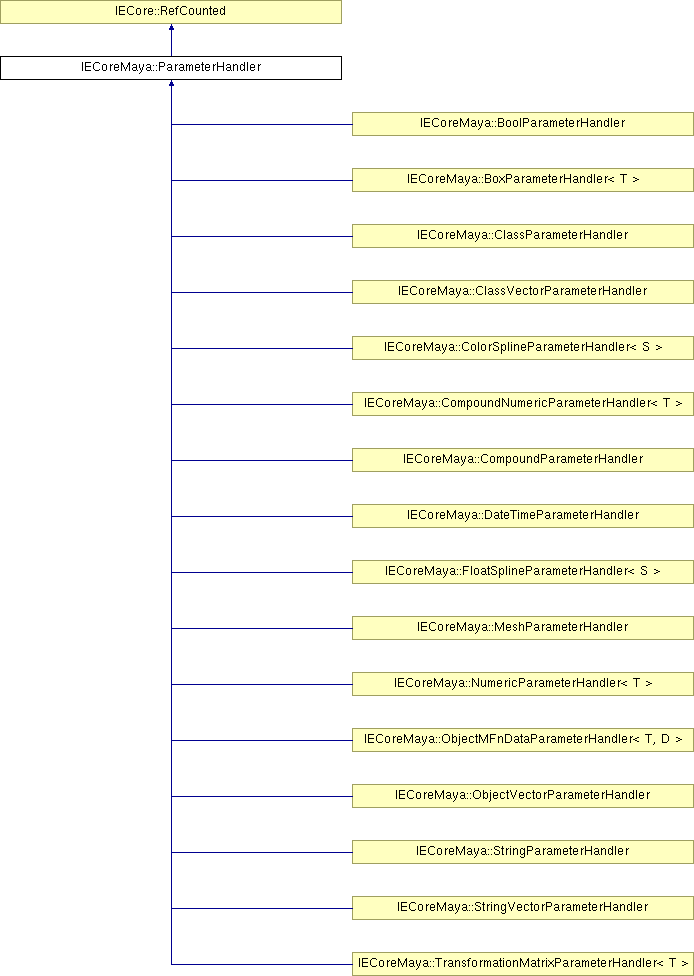 IECore::RefCounted
IECoreMaya::ParameterHandler
IECoreMaya::BoolParameterHandler
IECoreMaya::BoxParameterHandler< T >
IECoreMaya::ClassParameterHandler
IECoreMaya::ClassVectorParameterHandler
IECoreMaya::ColorSplineParameterHandler< S >
IECoreMaya::CompoundNumericParameterHandler< T >
IECoreMaya::CompoundParameterHandler
IECoreMaya::DateTimeParameterHandler
IECoreMaya::FloatSplineParameterHandler< S >
IECoreMaya::MeshParameterHandler
IECoreMaya::NumericParameterHandler< T >
IECoreMaya::ObjectMFnDataParameterHandler< T, D >
IECoreMaya::ObjectVectorParameterHandler
IECoreMaya::StringParameterHandler
IECoreMaya::StringVectorParameterHandler
IECoreMaya::TransformationMatrixParameterHandler< T >